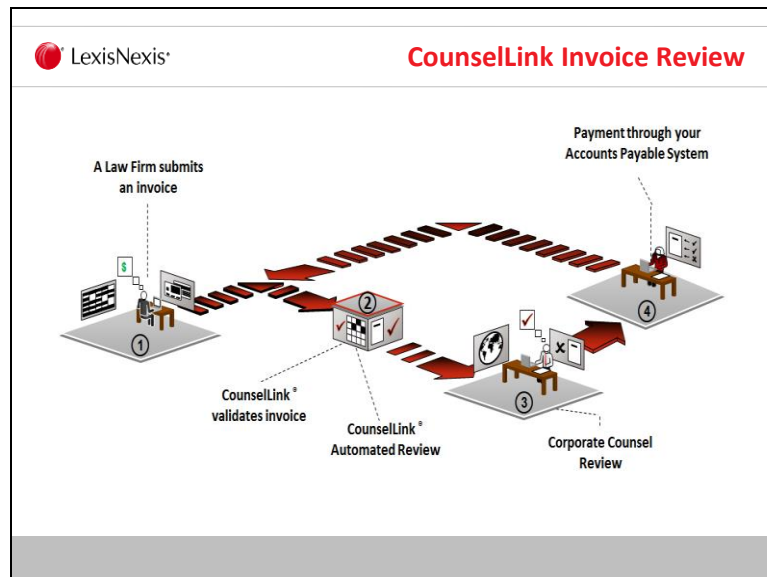 LexisNexis®
CounselLink Invoice Review
Payment through your
Accounts Payable System
A Law Firm submits
an invoice
$
1
2
3
4
CounselLink®
validates invoice
CounselLink®
Automated Review
Corporate Counsel
Review